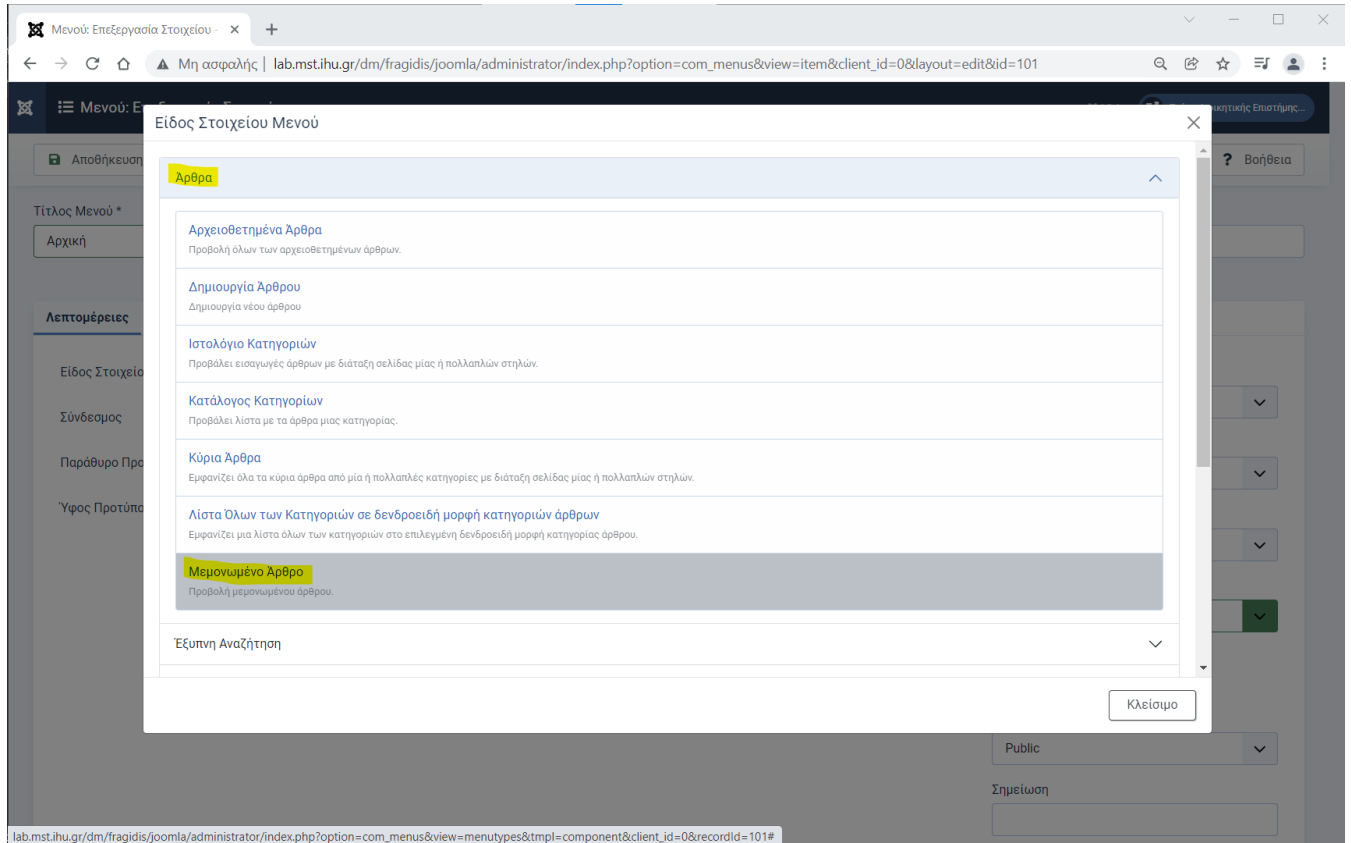 Μενού: Επεξεργασία Στοιχείου -
Μη ασφαλής | lab.mst.ihu.gr/dm/fragidis/joomla/administrator/index.php?option=com_menus&view=item&client_id=0&layout=edit&id=101
Μενού:
Αποθήκευση
? Βοήθεια
Τίτλος Μενού *
Αρχική
Λεπτομέρειες
Σύνδεσμος
Παράθυρο
Ύφος
Είδος Στοιχείου Μενού
Άρθρα
Αρχειοθετημένα Άρθρα
Προβολή όλων των αρχειοθετημένων άρθρων.
Δημιουργία Άρθρου
Δημιουργία νέου άρθρου
Ιστολόγιο Κατηγοριών
Προβάλει εισαγωγές άρθρων με διάταξη σελίδας μίας ή πολλαπλών στηλών.
Κατάλογος Κατηγορίων
Προβάλει λίστα με τα άρθρα μιας κατηγορίας.
Κύρια Άρθρα
Εμφανίζει όλα τα κύρια άρθρα από μία ή πολλαπλές κατηγορίες με διάταξη σελίδας μίας ή πολλαπλών στηλών.
Λίστα Όλων των Κατηγοριών σε δενδροειδή μορφή κατηγοριών άρθρων
Εμφανίζει μια λίστα όλων των κατηγοριών στο επιλεγμένη δενδροειδή μορφή κατηγορίας άρθρου.
Μεμονωμένο Άρθρο
Προβολή μεμονωμένου άρθρου.
Έξυπνη Αναζήτηση
Κλείσιμο
Public
Σημείωση
lab.mst.ihu.gr/dm/fragidis/joomla/administrator/index.php?option=com_menus&view=menutypes&tmpl=component&client_id=0&recordId=101#